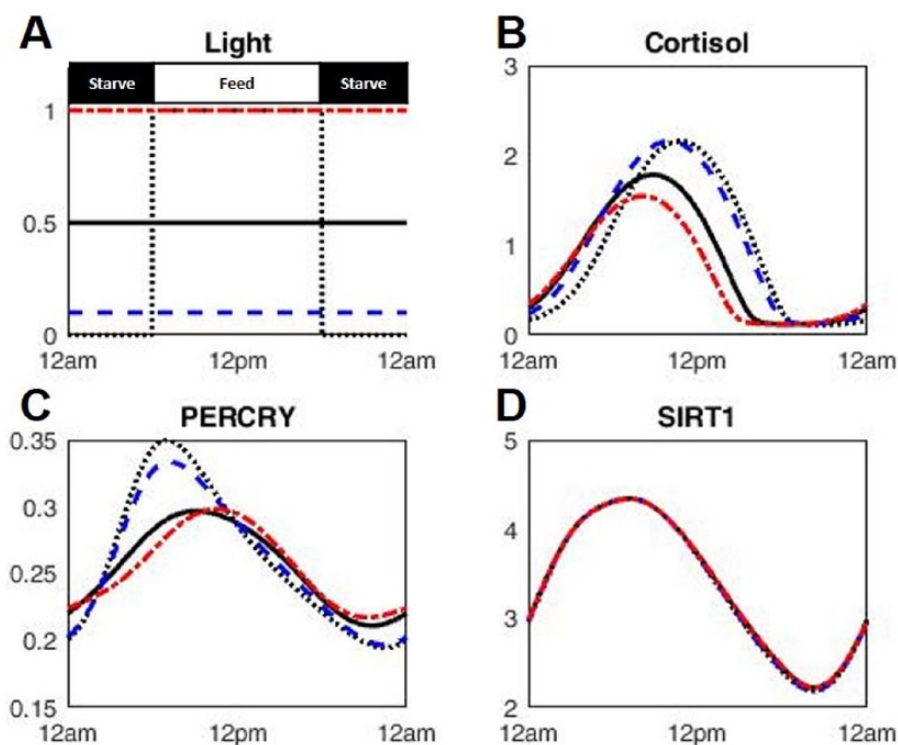 A
Light
Starve Feed Starve
1
0.5
0
12am 12pm 12am
B
Cortisol
3
2
1
0
12am 12pm 12am
C
PERCRY
0.35
0.3
0.25
0.2
0.15
12am 12pm 12am
D
SIRT1
5
4
3
2
12am 12pm 12am